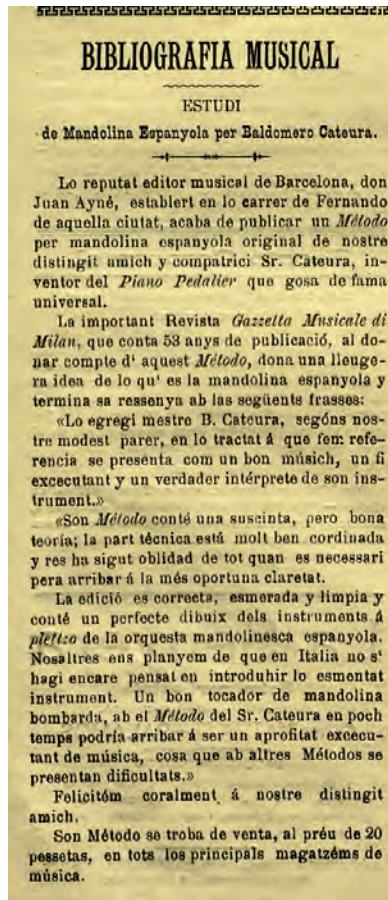 BIBLIOGRAFIA MUSICAL
ESTUDI
de Mandolina Espanyola per Baldomero Cateura.
Lo reputat editor musical de Barcelona, don
Juan Ayné, establert en lo carrer de Fernando
de aquella ciutat, acaba de publicar un Método
per mandolina espanyola original de nostre
distingit amich y compatrici Sr. Cateura, in-
ventor del Piano Pedalier que gosa de fama
universal.
La important Revista Gazzetta Musicale di
Milan, que conta 53 anys de publicació, al do-
nar compte d' aquest Método, dona una lleuge-
ra idea de lo qu' es la mandolina espanyola y
termina sa ressenya ab las següents frasses:
«Lo egregi mestre B. Cateura, segóns nos-
tre modest parer, en lo tractat á que fem refe-
rencia se presenta com un bon músich, un fi
excecutant y un verdader intérprete de son ins-
trument.»
«Son Método conté una suscinta, pero bona
teoría; la part técnica está molt ben cordinada
y res ha sigut oblidad de tot quan es necessari
pera arribar á la més oportuna claretat.
La edició es correcta, esmerada y limpia y
conté un perfecte dibuix dels instruments á
plettzo de la orquesta mandolinesca espanyola.
Nosaltres ens planyem de que en Italia no s'
hagi encare pensat en introduhir lo esmentat
instrument. Un bon tocador de mandolina
bombarda, ab el Método del Sr. Cateura en poch
temps podría arribar á ser un aprofitat excecu-
tant de música, cosa que ab altres Métodos se
presentan dificultats.»
Felicitóm coralment á nostre distingit
amich.
Son Método se troba de venta, al préu de 20
pessetas, en tots los principals magatzéms de
música.